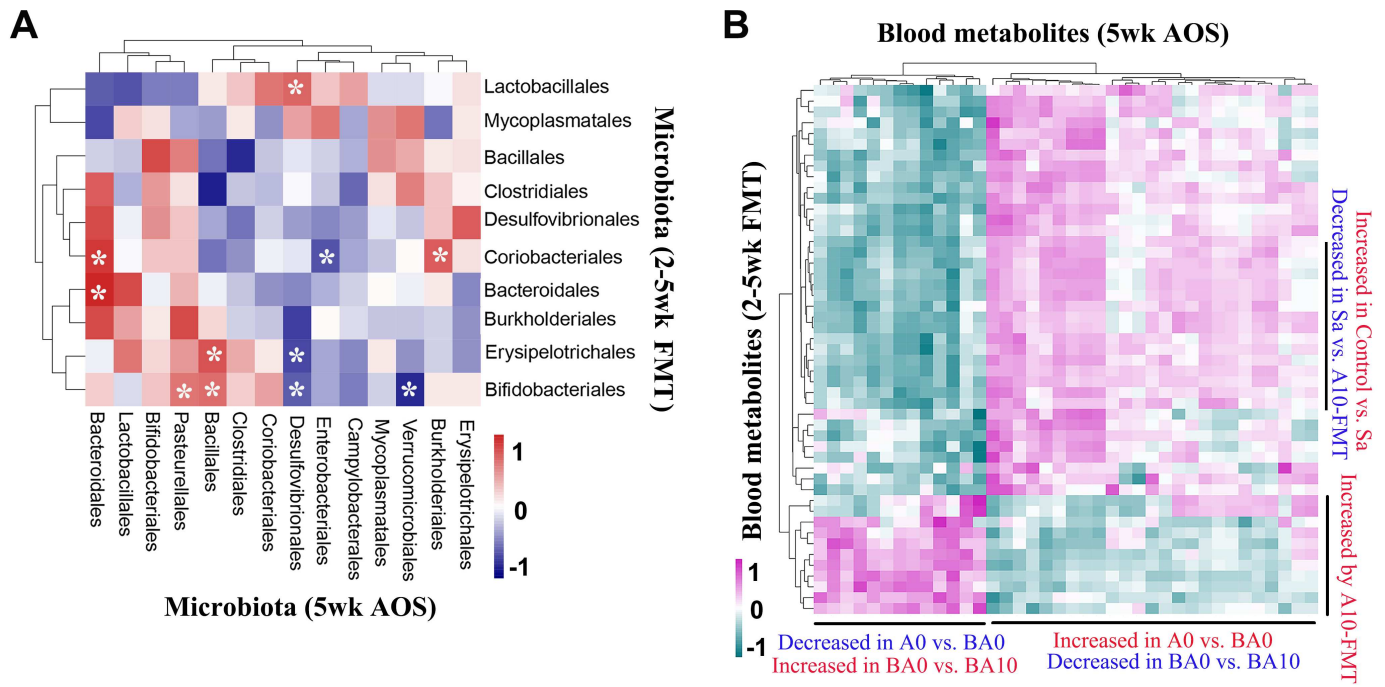 A
Lactobacillales
Mycoplasmatales
Bacillales
Clostridiales
Desulfovibrionales
Coriobacteriales
Bacteroidales
Burkholderiales
Erysipelotrichales
Bifidobacteriales
*
*
*
*
*
*
*
*
*
*
*
Microbiota (2-5wk FMT)
Bacteroidales
Lactobacillales
Bifidobacteriales
Pasteurellales
Bacillales
Clostridiales
Coriobacteriales
Desulfovibrionales
Enterobacteriales
Campylobacterales
Mycoplasmatales
Verrucomicrobiales
Burkholderiales
Erysipelotrichales
1
0
-1
Microbiota (5wk AOS)
B
Blood metabolites (5wk AOS)
Blood metabolites (2-5wk FMT)
Increased in Control vs. Sa
Decreased in Sa vs. A10-FMT
Increased by A10-FMT
1
0
-1
Decreased in A0 vs. BA0
Increased in BA0 vs. BA10
Increased in A0 vs. BA0
Decreased in BA0 vs. BA10